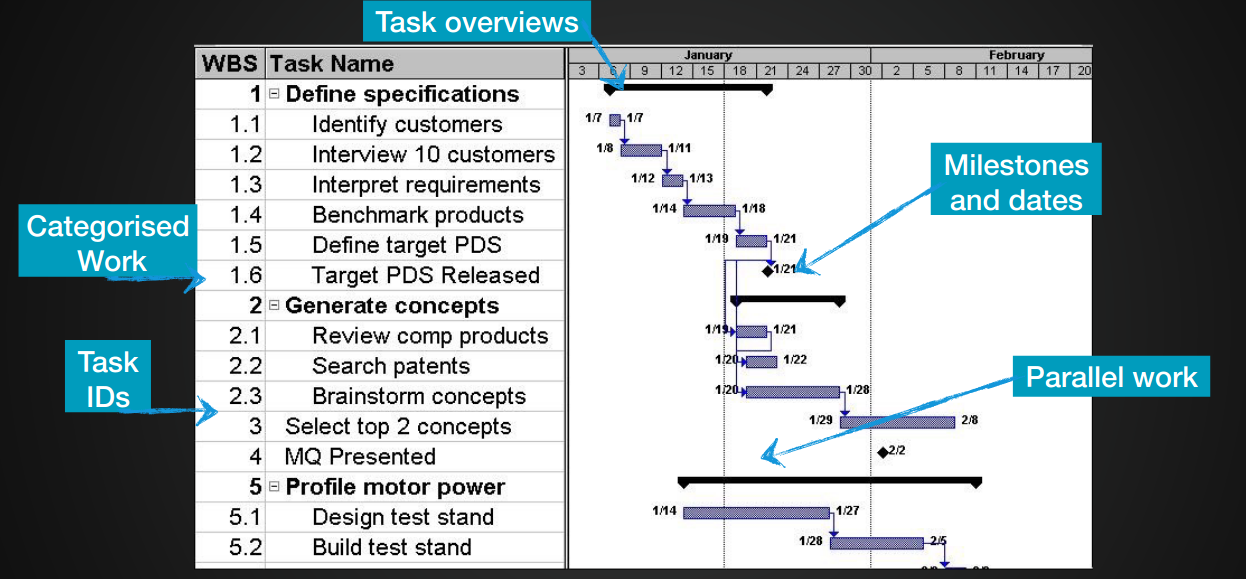 Task overviews
WBS Task Name
January February
3 6 9 12 15 18 21 24 27 30 2 5 8 11 14 17 20
1 Define specifications
1.1 Identify customers 1/7 1/7
1.2 Interview 10 customers 1/8 1/11
1.3 Interpret requirements 1/12 1/13
Milestones
and dates
1.4 Benchmark products 1/14 1/18
Categorised
Work
1.5 Define target PDS 1/19 1/21
1.6 Target PDS Released 1/21
2 Generate concepts
2.1 Review comp products 1/19 1/21
Task
IDs
2.2 Search patents 1/20 1/22
Parallel work
2.3 Brainstorm concepts 1/20 1/28
3 Select top 2 concepts 1/29 2/8
4 MQ Presented 2/2
5 Profile motor power
5.1 Design test stand 1/14 1/27
5.2 Build test stand 1/28 2/5